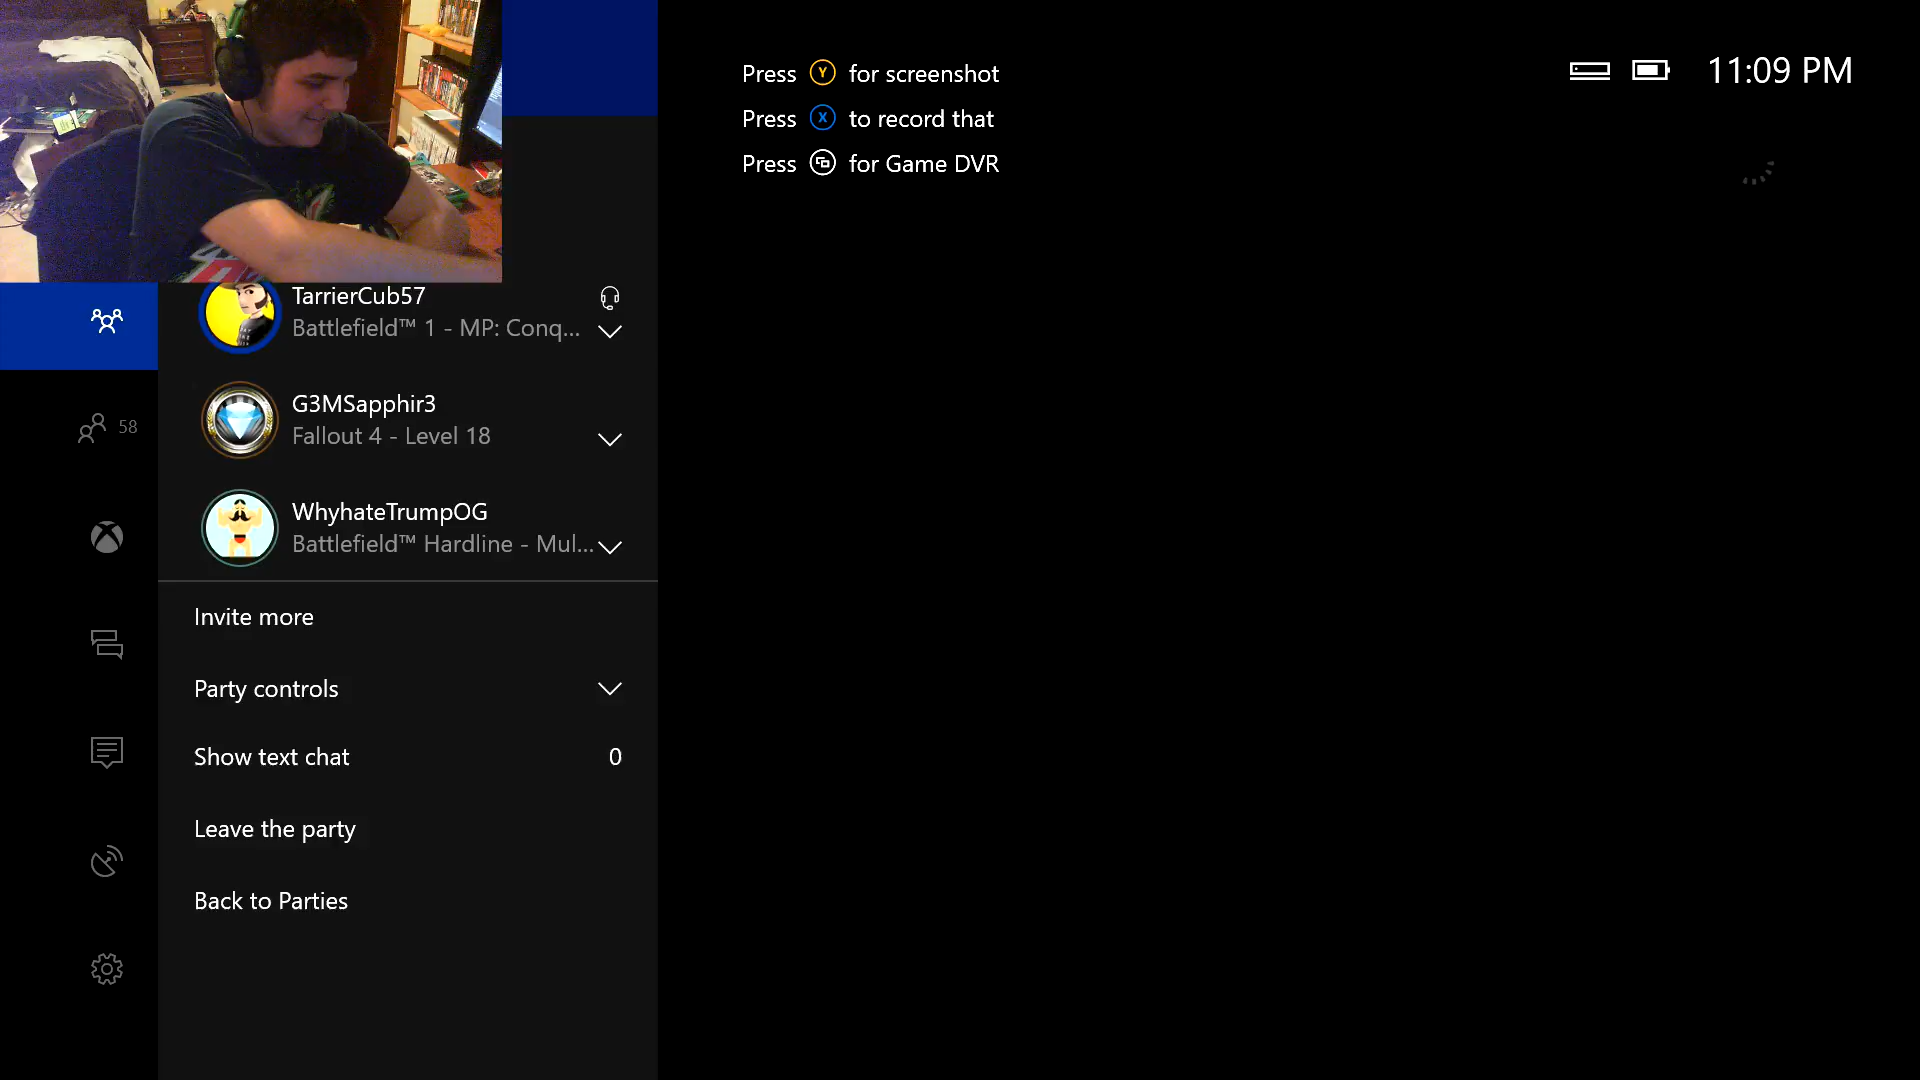 Press Y for screenshot
Press X to record that
Press for Game DVR
11:09 PM
TarrierCub57
Battlefield™ 1 - MP: Conq...
G3MSapphir3
Fallout 4 - Level 18
58
WhyhateTrumpOG
Battlefield™ Hardline - Mul...
Invite more
Party controls
Show text chat 0
Leave the party
Back to Parties